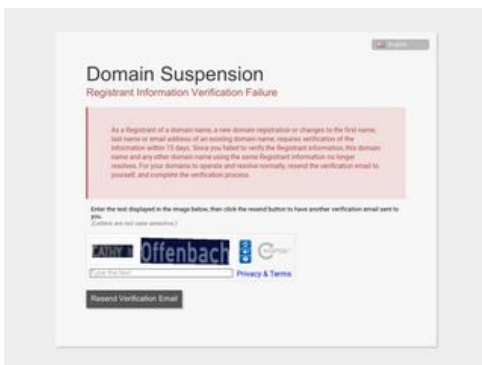 English
Domain Suspension
Registrant Information Verification Failure
As a Registrant of a domain name, a new domain registration or changes to the first name,
last name or email address of an existing domain name, requires verification of the
information within 15 days. Since you failed to verify the Registrant information, this domain
name and any other domain name using the same Registrant information no longer
resolves. For your domains to operate and resolve normally, resend the verification email to
yourself, and complete the verification process.
Enter the text displayed in the image below, then click the resend button to have another verification email sent to
you.
(Letters are not case sensitive.)
CATHY Offenbach
Type the text
Privacy & Terms
Resend Verification Email